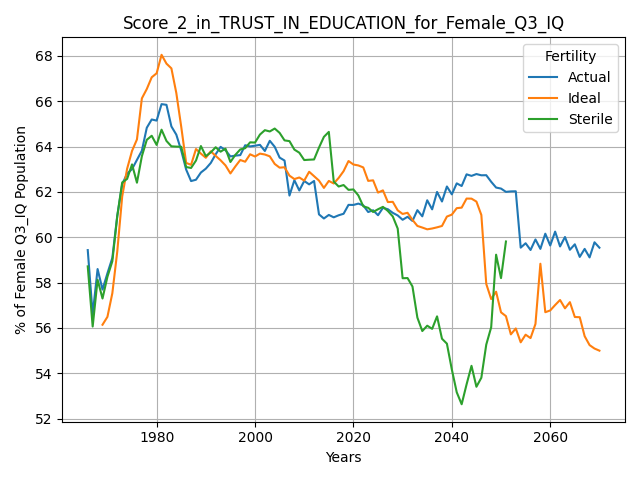 Score_2_in_TRUST_IN_EDUCATION_for_Female_Q3_IQ
Fertility
Actual
Ideal
Sterile
% of Female Q3_IQ Population
68
66
64
62
60
58
56
54
52
1980
2000
2020
2040
2060
Years